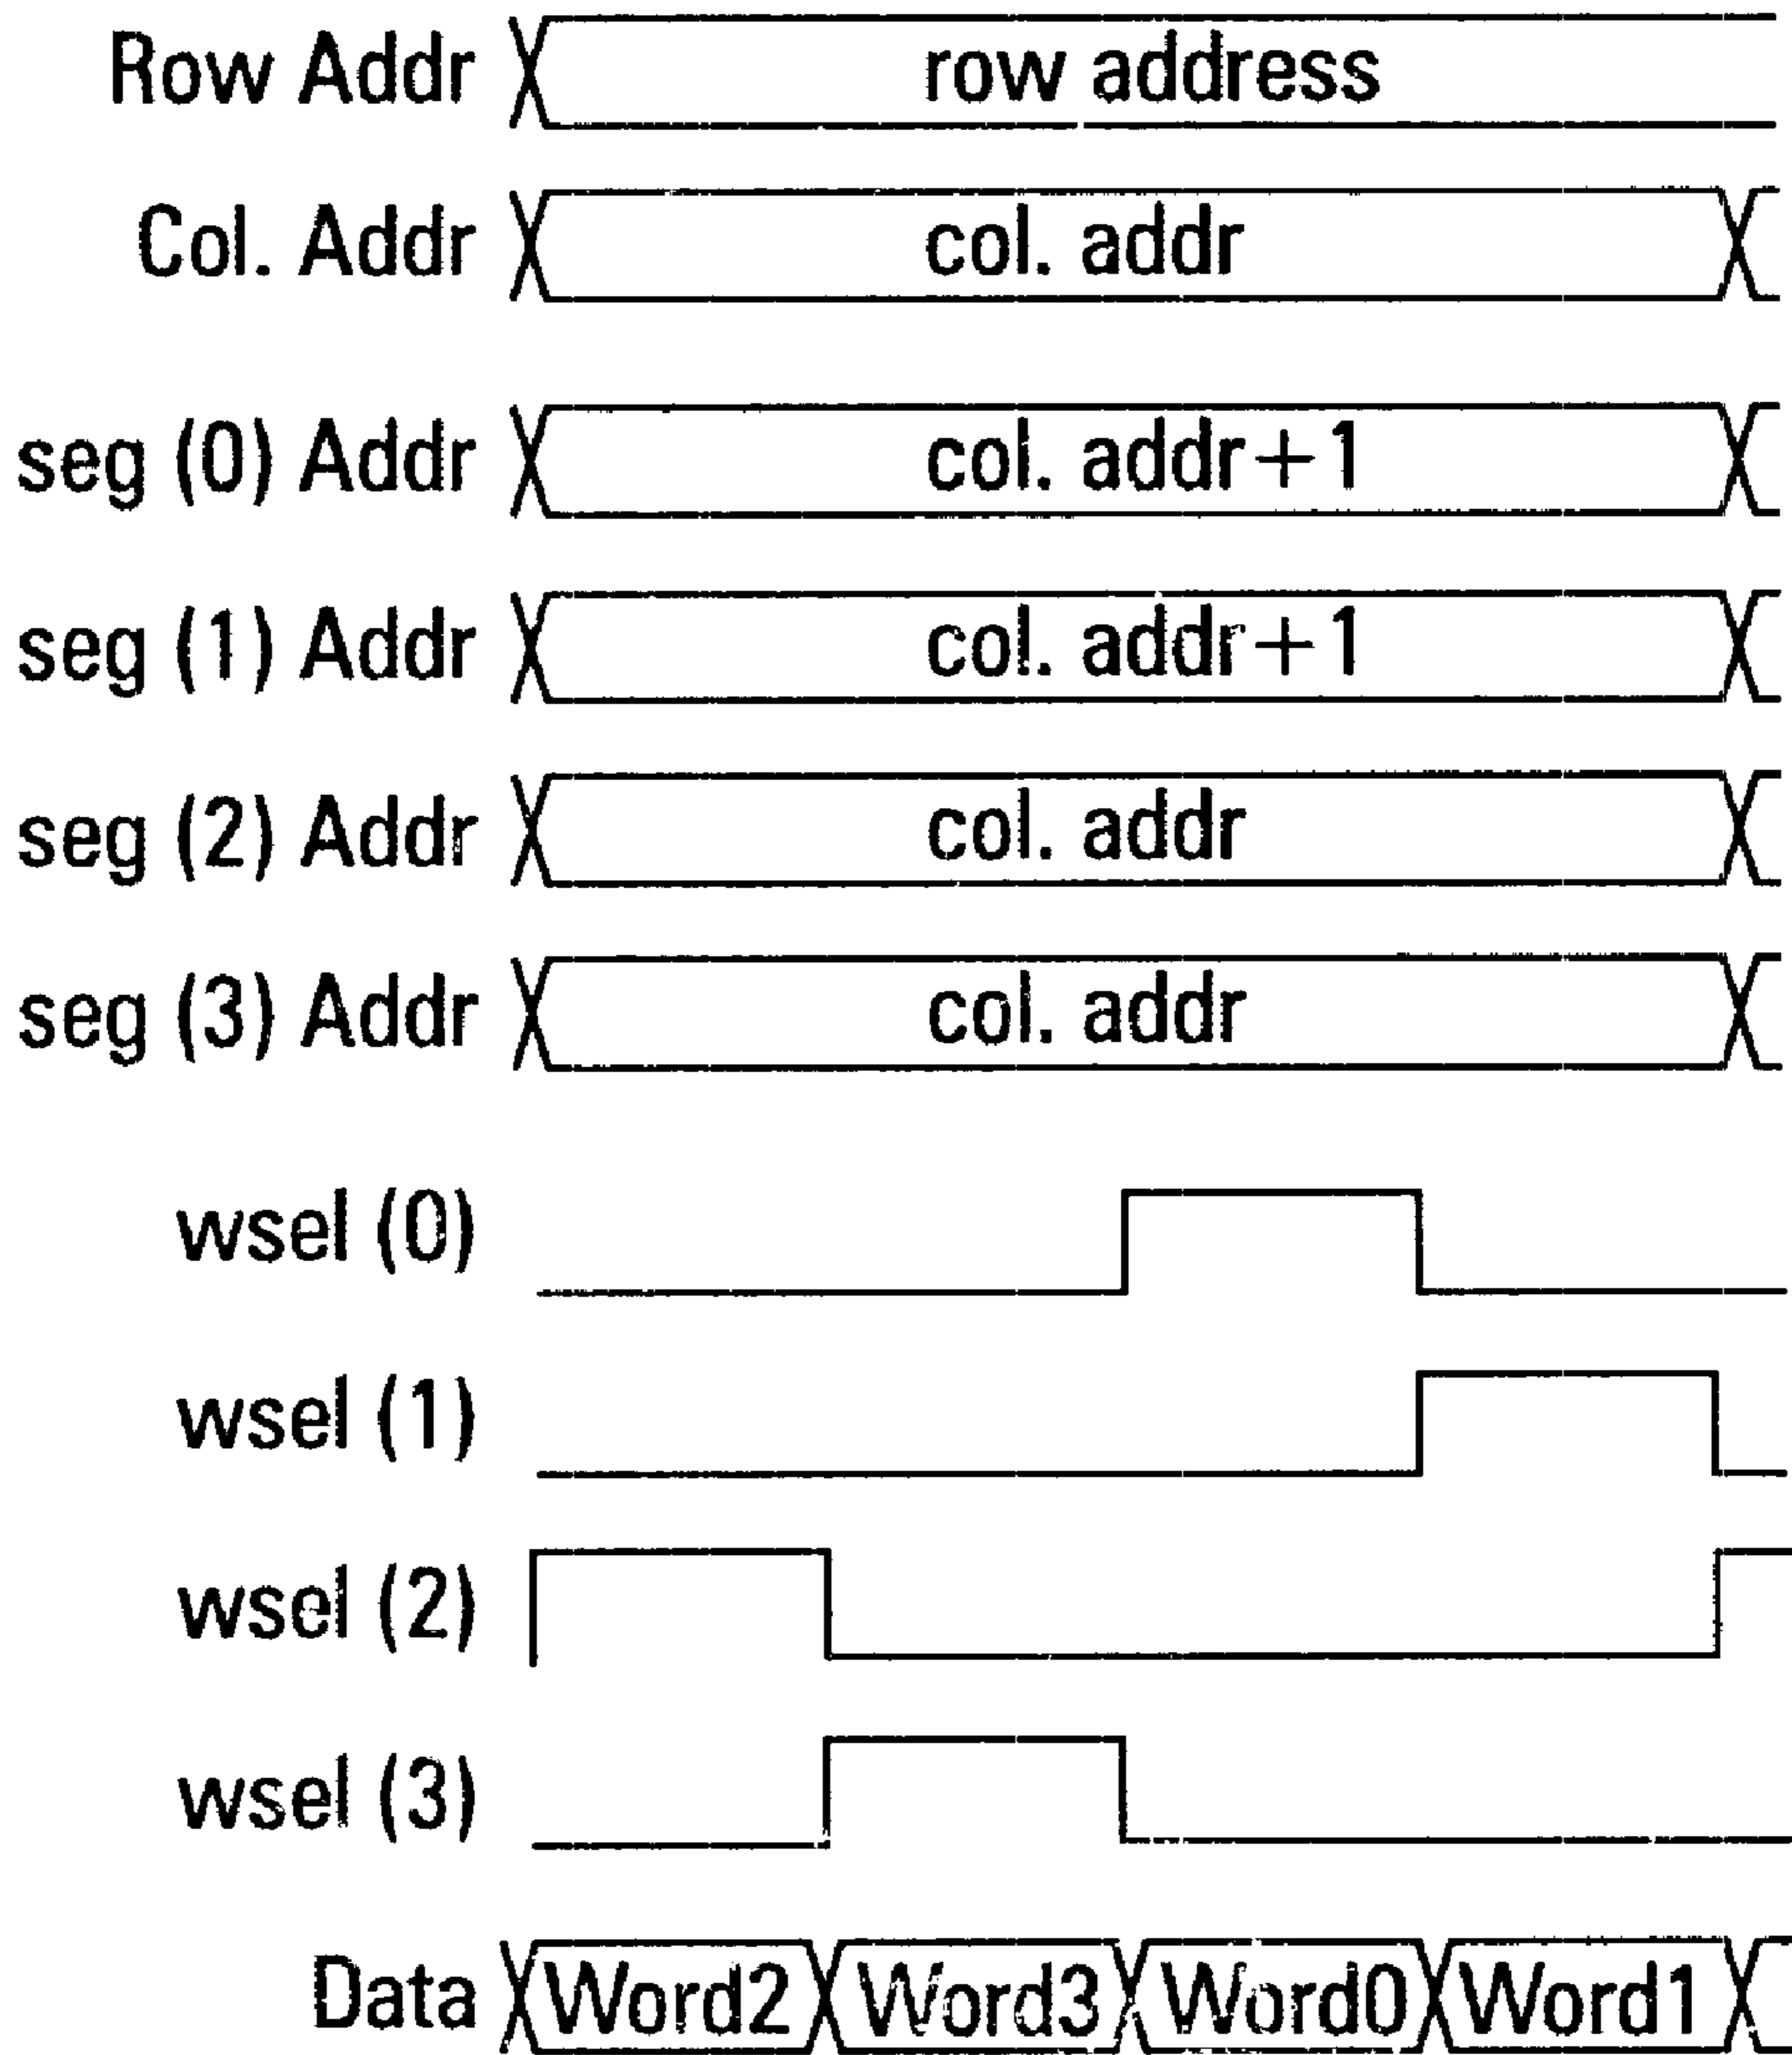 Row Addr row address
Col. Addr col. addr
seg (0) Addr col. addr+1
seg (1) Addr col. addr+1
seg (2) Addr col. addr
seg (3) Addr col. addr
wsel (0)
wsel (1)
wsel (2)
wsel (3)
Data Word2 Word3 Word0 Word1